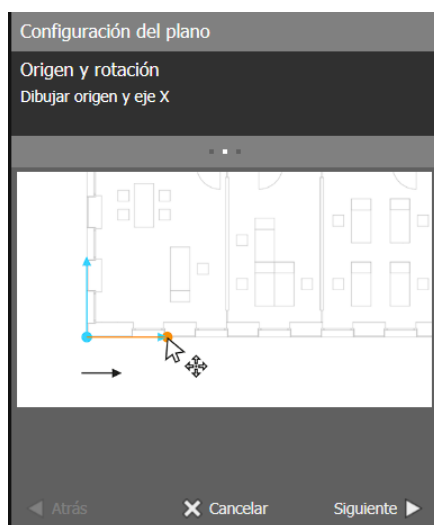 Configuración del plano
Origen y rotación
Dibujar origen y eje X
Atrás
Cancelar
Siguiente